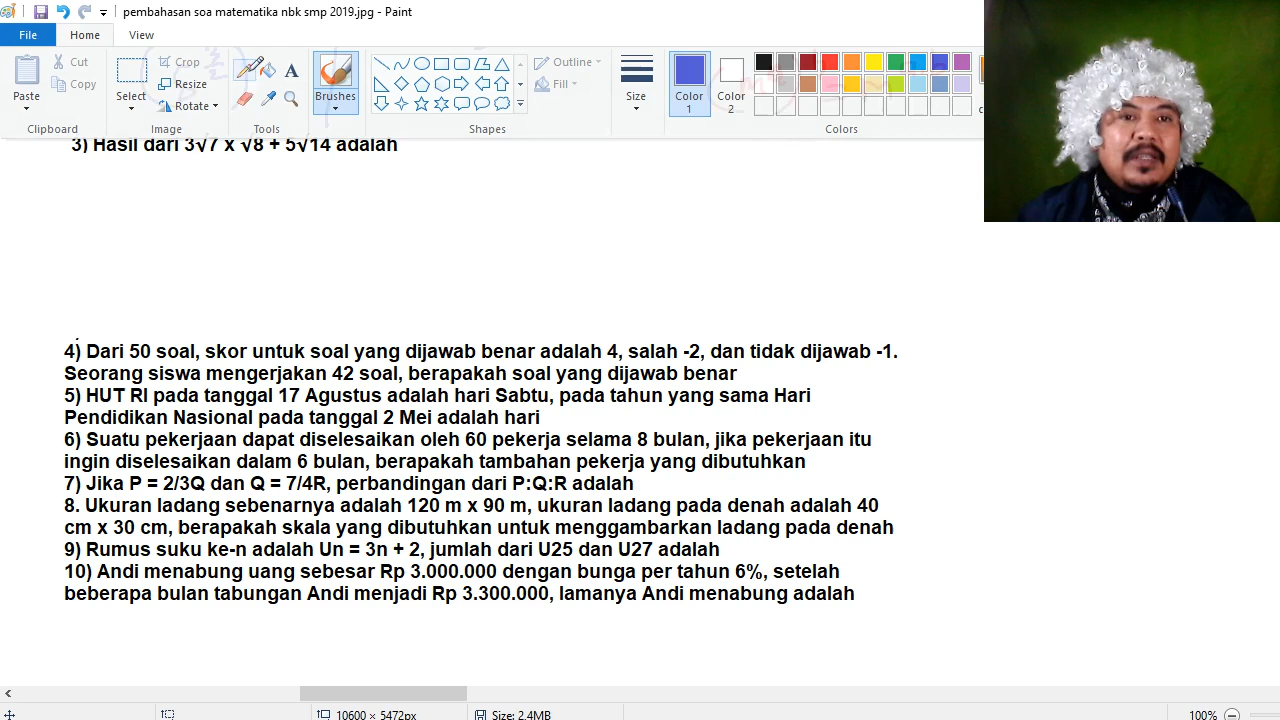 pembahasan soa matematika nbk smp 2019.jpg - Paint
File Home View
Paste Cut Copy Clipboard
Select Crop Resize Rotate Image
A Tools
Brushes
Outline Fill Shapes
Size
Color 1 Color 2 Colors
3) Hasil dari 3√7 x √8 + 5√14 adalah
4) Dari 50 soal, skor untuk soal yang dijawab benar adalah 4, salah -2, dan tidak dijawab -1.
Seorang siswa mengerjakan 42 soal, berapakah soal yang dijawab benar
5) HUT RI pada tanggal 17 Agustus adalah hari Sabtu, pada tahun yang sama Hari
Pendidikan Nasional pada tanggal 2 Mei adalah hari
6) Suatu pekerjaan dapat diselesaikan oleh 60 pekerja selama 8 bulan, jika pekerjaan itu
ingin diselesaikan dalam 6 bulan, berapakah tambahan pekerja yang dibutuhkan
7) Jika P = 2/3Q dan Q = 7/4R, perbandingan dari P:Q:R adalah
8. Ukuran ladang sebenarnya adalah 120 m x 90 m, ukuran ladang pada denah adalah 40
cm x 30 cm, berapakah skala yang dibutuhkan untuk menggambarkan ladang pada denah
9) Rumus suku ke-n adalah Un = 3n + 2, jumlah dari U25 dan U27 adalah
10) Andi menabung uang sebesar Rp 3.000.000 dengan bunga per tahun 6%, setelah
beberapa bulan tabungan Andi menjadi Rp 3.300.000, lamanya Andi menabung adalah
10600 × 5472px Size: 2.4MB 100%